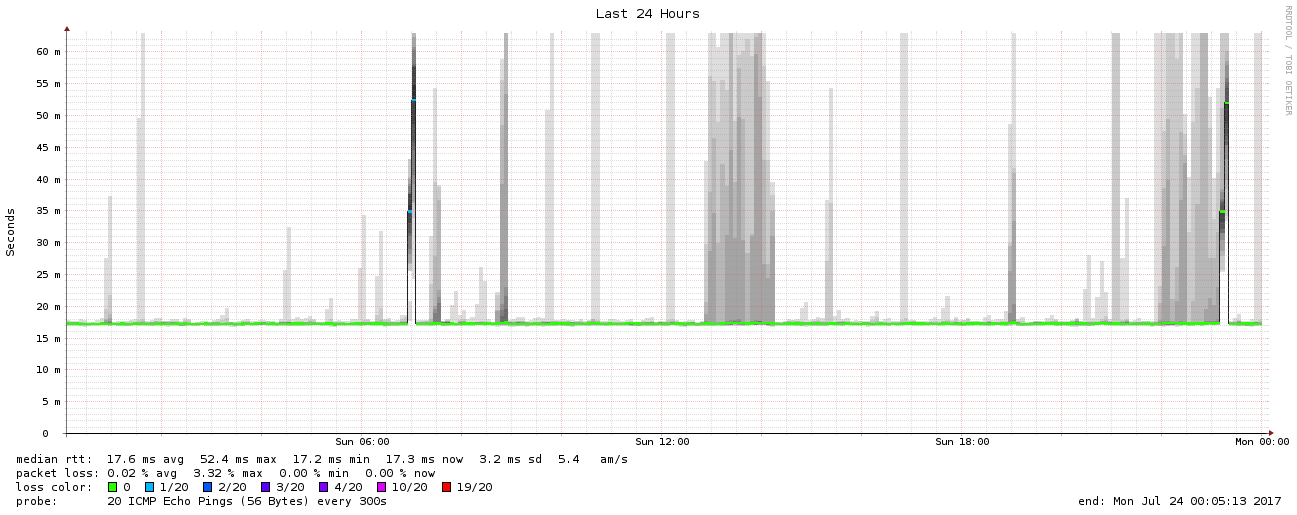 Last 24 Hours
RRDTOOL / TOBI OETIKER
60 m
55 m
50 m
45 m
40 m
35 m
30 m
25 m
20 m
15 m
10 m
5 m
0
Seconds
Sun 06:00 Sun 12:00 Sun 18:00 Mon 00:00
median rtt: 17.6 ms avg 52.4 ms max 17.2 ms min 17.3 ms now 3.2 ms sd 5.4 am/s
packet loss: 0.02 % avg 3.32 % max 0.00 % min 0.00 % now
loss color: 0 1/20 2/20 3/20 4/20 10/20 19/20
probe: 20 ICMP Echo Pings (56 Bytes) every 300s end: Mon Jul 24 00:05:13 2017